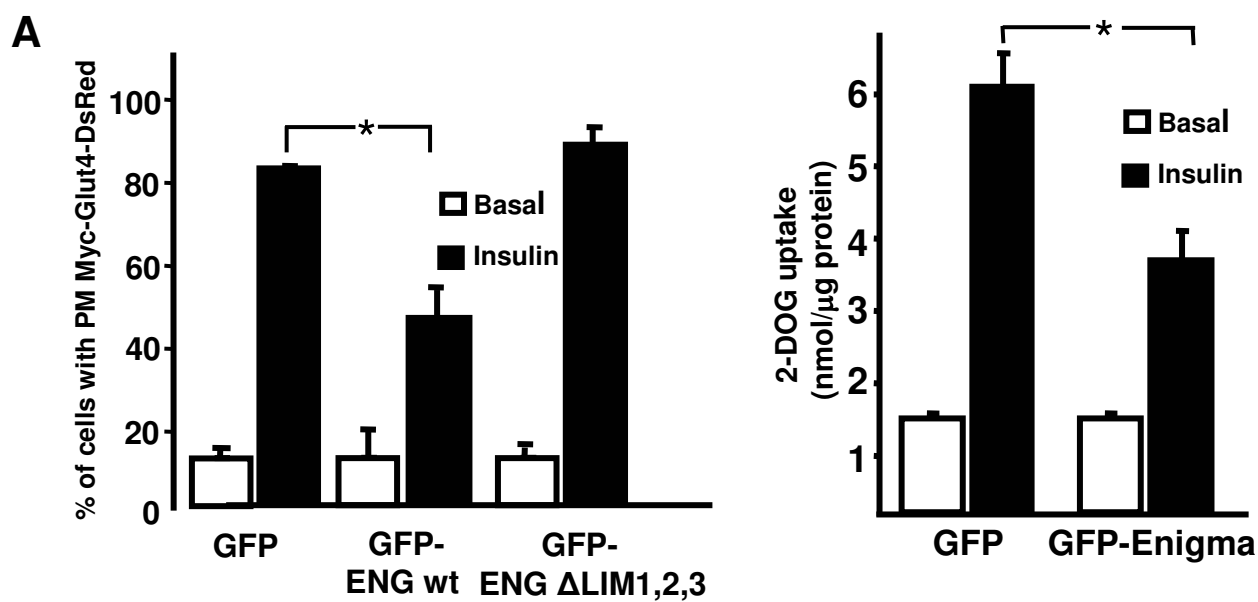 A
% of cells with PM Myc-Glut4-DsRed
100
80
60
40
20
0
*
Basal
Insulin
GFP
GFP-
ENG wt
GFP-
ENG ΔLIM1,2,3
2-DOG uptake
(nmol/μg protein)
6
5
4
3
2
1
*
Basal
Insulin
GFP
GFP-Enigma